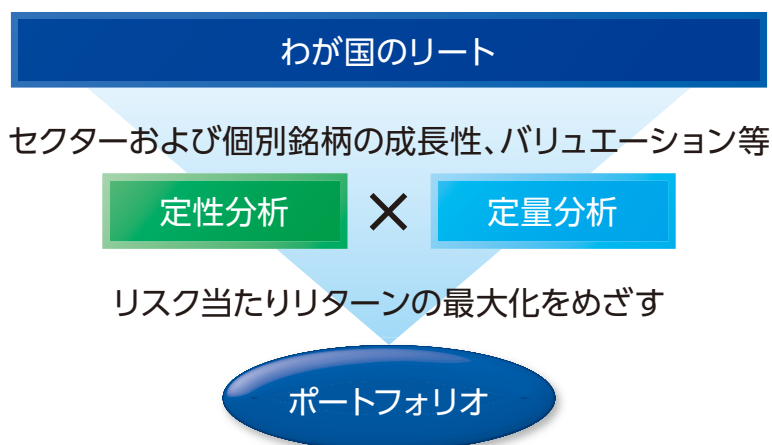 わが国のリート
セクターおよび個別銘柄の成長性、バリュエーション等
定性分析 × 定量分析
リスク当たりリターンの最大化をめざす
ポートフォリオ